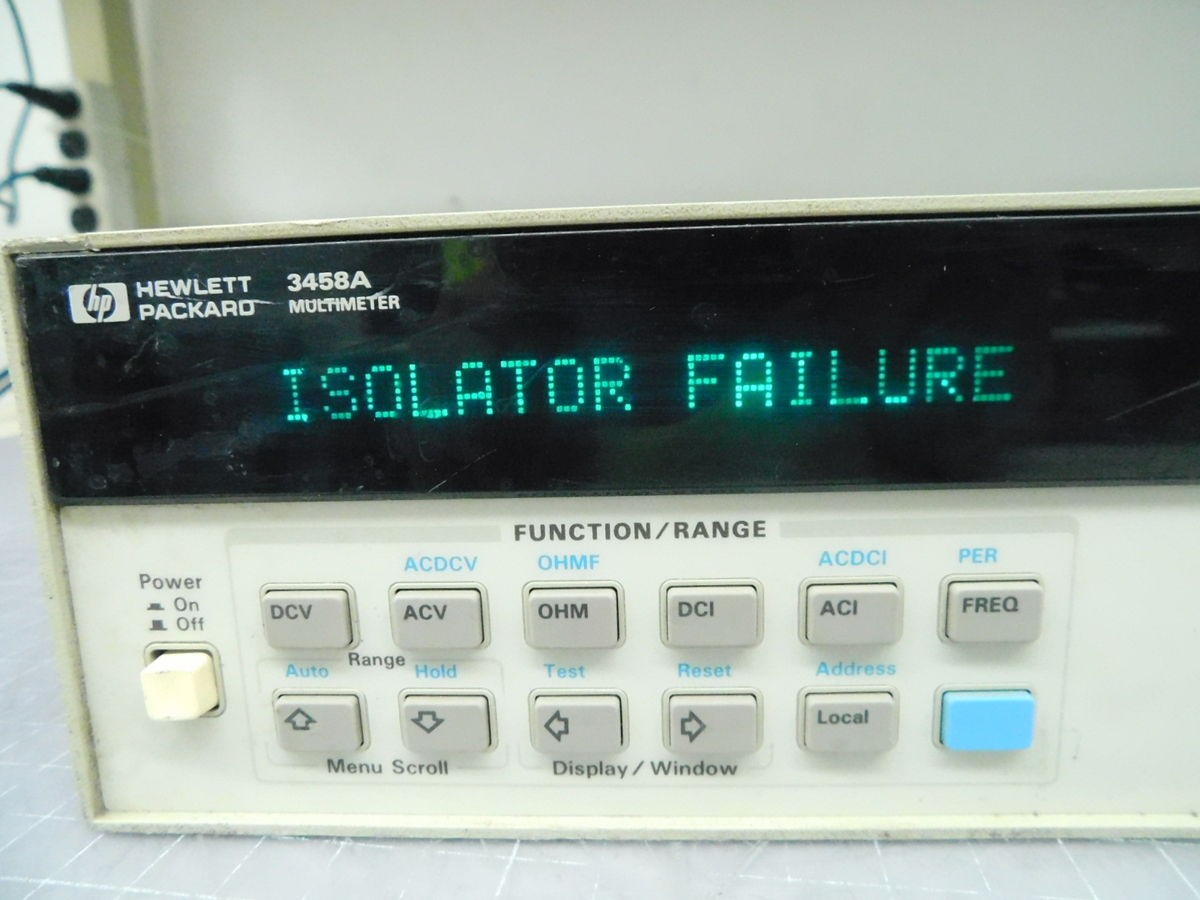 hp HEWLETT PACKARD 3458A MULTIMETER
ISOLATOR FAILURE
FUNCTION/RANGE
ACDCV OHMF ACDCI PER
Power
On
Off
DCV ACV OHM DCI ACI FREQ
Range
Auto Hold Test Reset Address
Local
Menu Scroll Display/Window